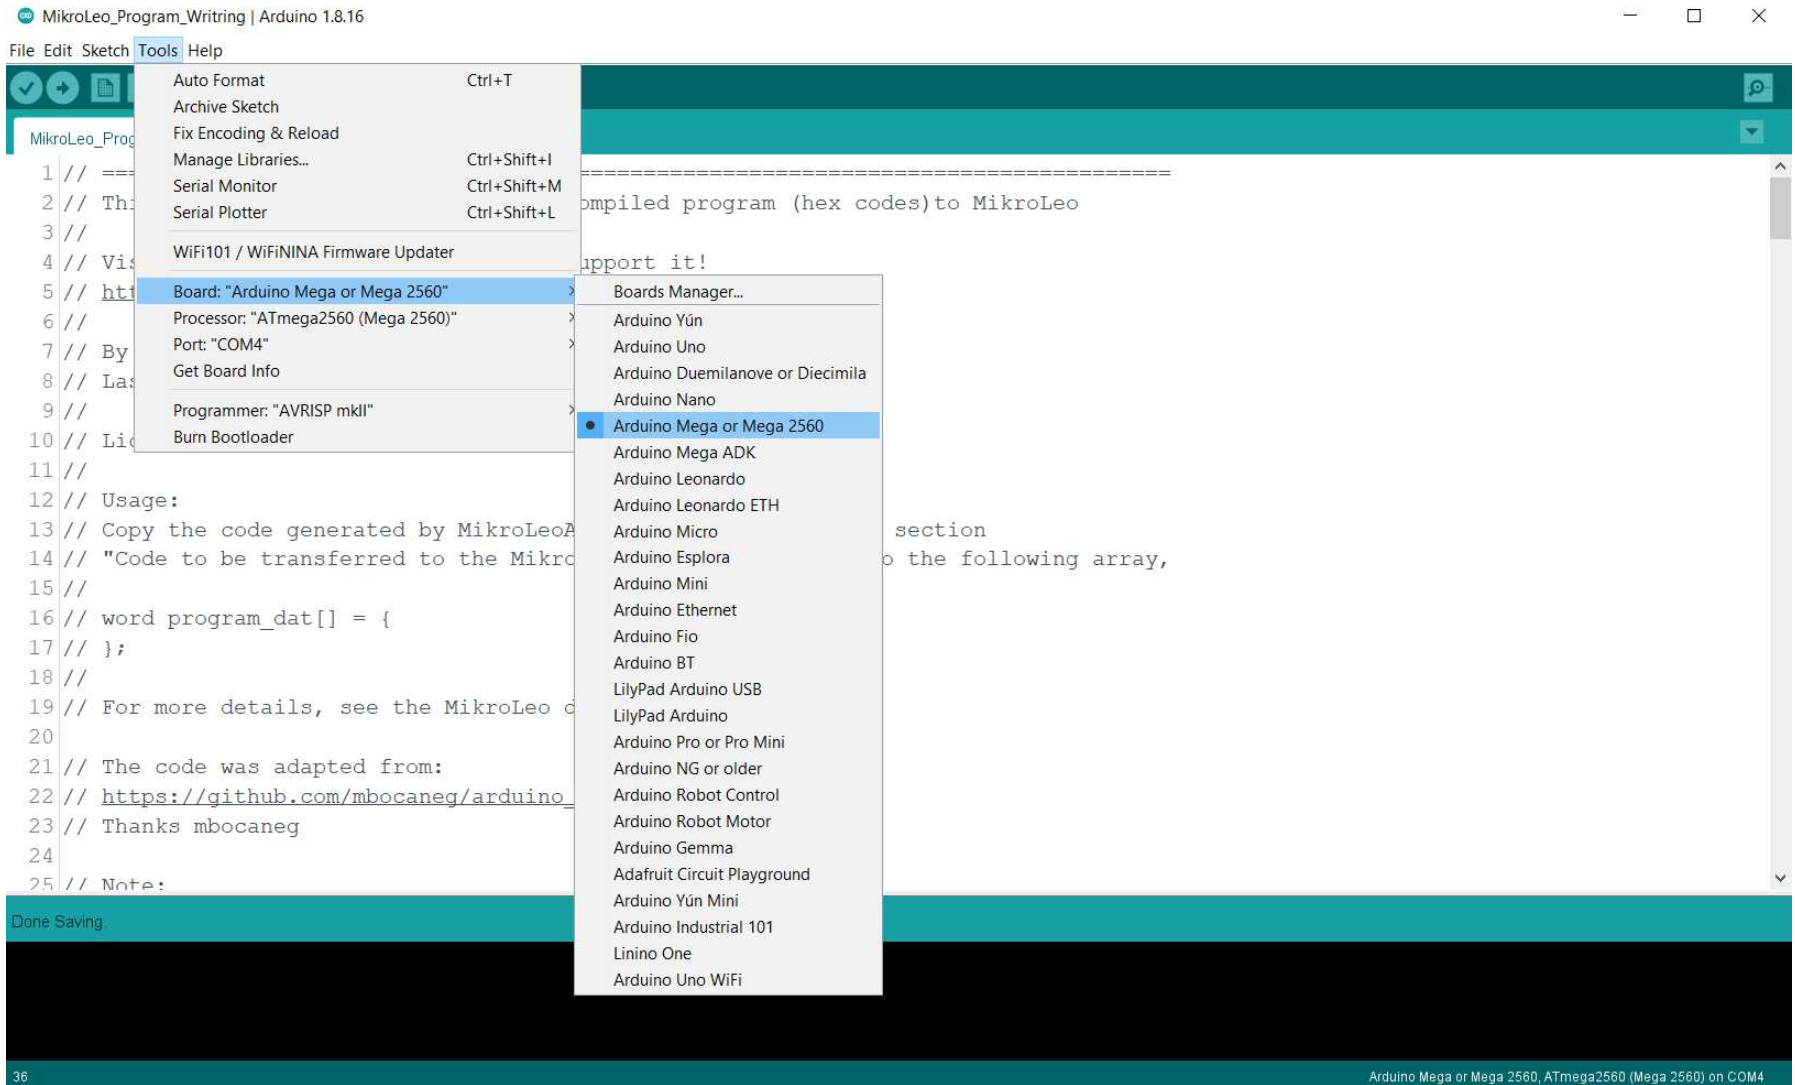 MikroLeo_Program_Writring | Arduino 1.8.16
File Edit Sketch Tools Help
Auto Format Ctrl+T
Archive Sketch
Fix Encoding & Reload
Manage Libraries... Ctrl+Shift+I
Serial Monitor Ctrl+Shift+M
Serial Plotter Ctrl+Shift+L
WiFi101 / WiFiNINA Firmware Updater
Board: "Arduino Mega or Mega 2560"
Processor: "ATmega2560 (Mega 2560)"
Port: "COM4"
Get Board Info
Programmer: "AVRISP mkII"
Burn Bootloader
Boards Manager...
Arduino Yún
Arduino Uno
Arduino Duemilanove or Diecimila
Arduino Nano
Arduino Mega or Mega 2560
Arduino Mega ADK
Arduino Leonardo
Arduino Leonardo ETH
Arduino Micro
Arduino Esplora
Arduino Mini
Arduino Ethernet
Arduino Fio
Arduino BT
LilyPad Arduino USB
LilyPad Arduino
Arduino Pro or Pro Mini
Arduino NG or older
Arduino Robot Control
Arduino Robot Motor
Arduino Gemma
Adafruit Circuit Playground
Arduino Yún Mini
Arduino Industrial 101
Linino One
Arduino Uno WiFi
MikroLeo_Prog
1 // === =============================================
2 // Thi ompiled program (hex codes)to MikroLeo
3 //
4 // Vis upport it!
5 // htt
6 //
7 // By
8 // Las
9 //
10 // Lic
11 //
12 // Usage:
13 // Copy the code generated by MikroLeoA section
14 // "Code to be transferred to the Mikro o the following array,
15 //
16 // word program_dat[] = {
17 // };
18 //
19 // For more details, see the MikroLeo d
20
21 // The code was adapted from:
22 // https://github.com/mbocaneg/arduino_
23 // Thanks mbocaneg
24
25 // Note:
Done Saving.
36 Arduino Mega or Mega 2560, ATmega2560 (Mega 2560) on COM4